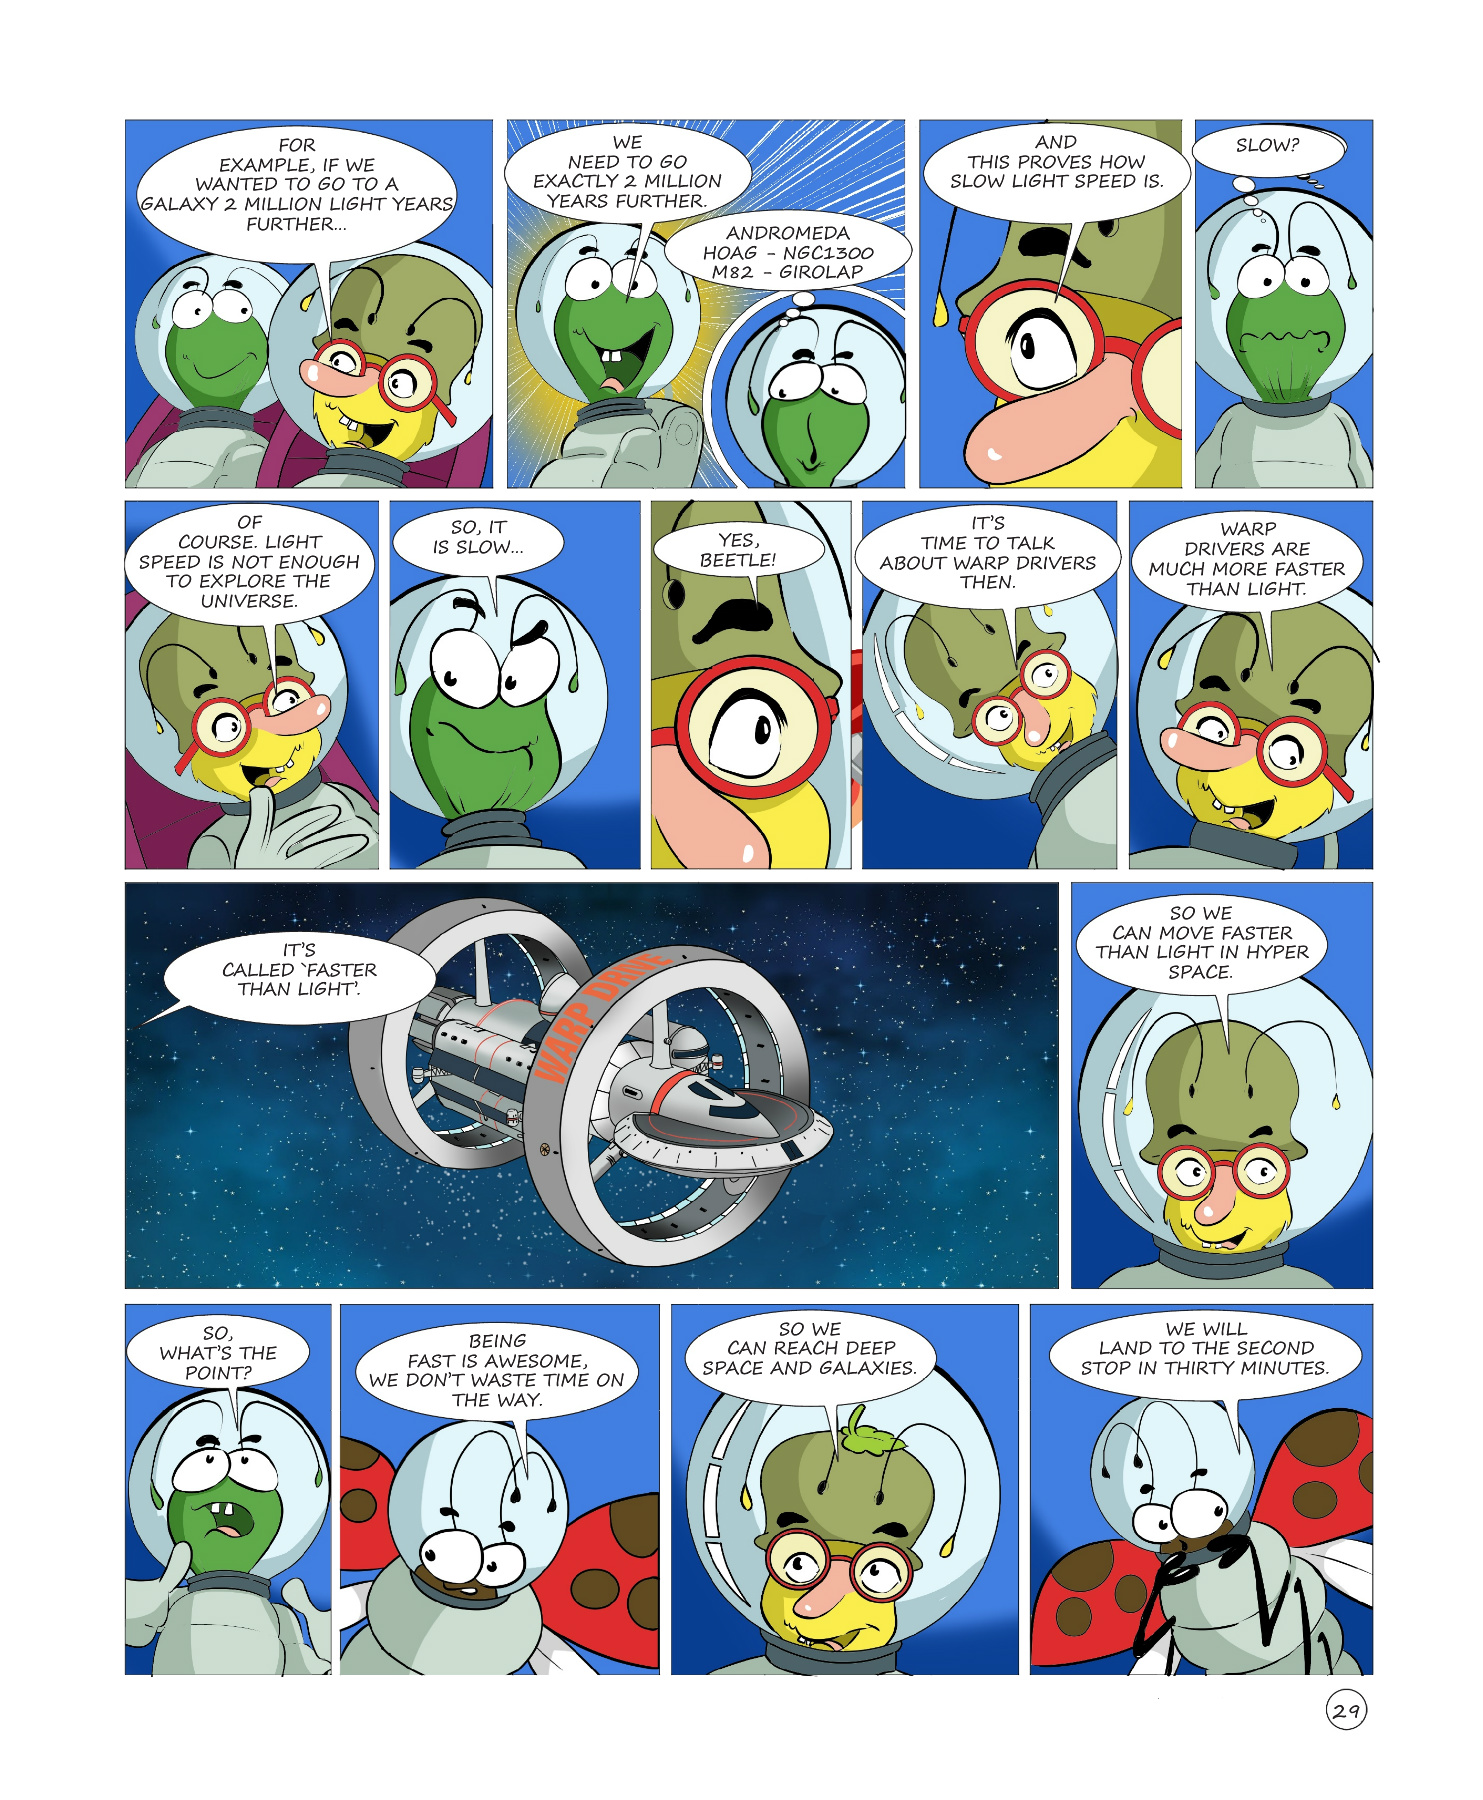 FOR
EXAMPLE, IF WE
WANTED TO GO TO A
GALAXY 2 MILLION LIGHT YEARS
FURTHER...
WE
NEED TO GO
EXACTLY 2 MILLION
YEARS FURTHER.
ANDROMEDA
HOAG - NGC1300
M82 - GIROLAP
AND
THIS PROVES HOW
SLOW LIGHT SPEED IS.
SLOW?
OF
COURSE. LIGHT
SPEED IS NOT ENOUGH
TO EXPLORE THE
UNIVERSE.
SO, IT
IS SLOW...
YES,
BEETLE!
IT'S
TIME TO TALK
ABOUT WARP DRIVERS
THEN.
WARP
DRIVERS ARE
MUCH MORE FASTER
THAN LIGHT.
IT'S
CALLED `FASTER
THAN LIGHT'.
WARP DRIVE
SO WE
CAN MOVE FASTER
THAN LIGHT IN HYPER
SPACE.
SO,
WHAT'S THE
POINT?
BEING
FAST IS AWESOME,
WE DON'T WASTE TIME ON
THE WAY.
SO WE
CAN REACH DEEP
SPACE AND GALAXIES.
WE WILL
LAND TO THE SECOND
STOP IN THIRTY MINUTES.
29